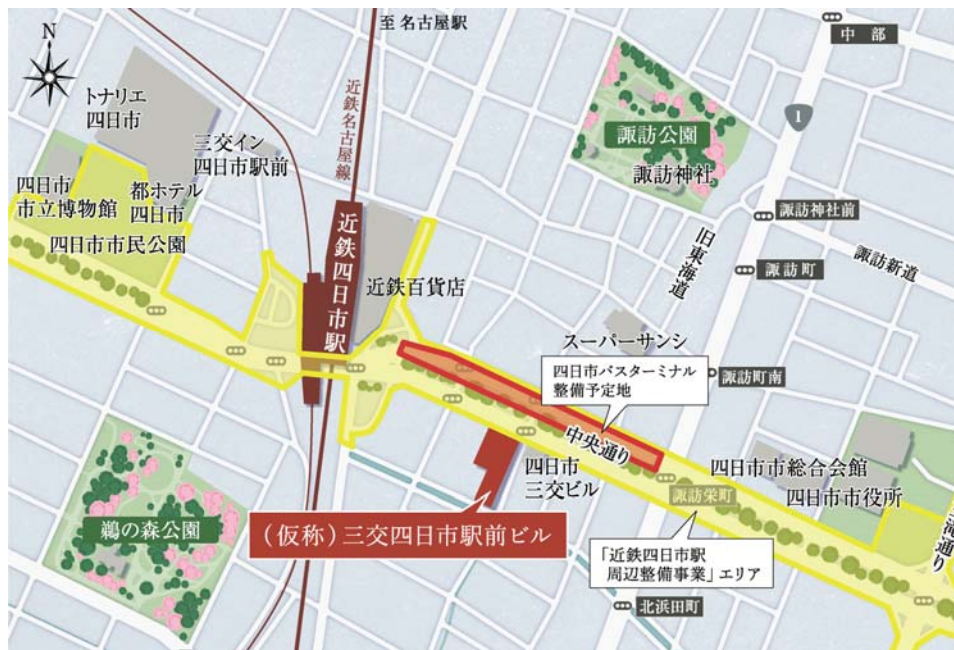 至 名古屋駅
中部
N
トナリエ
四日市
近鉄名古屋線
1
三交イン
四日市駅前
諏訪公園
諏訪神社
四日市
市立博物館
都ホテル
四日市
四日市市民公園
近鉄四日市駅
近鉄百貨店
諏訪神社前
旧東海道
諏訪町
諏訪新道
スーパーサンシ
四日市バスターミナル
整備予定地
諏訪町南
中央通り
四日市
三交ビル
四日市市総合会館
諏訪栄町
四日市市役所
三滝通り
鵜の森公園
(仮称)三交四日市駅前ビル
「近鉄四日市駅
周辺整備事業」エリア
北浜田町